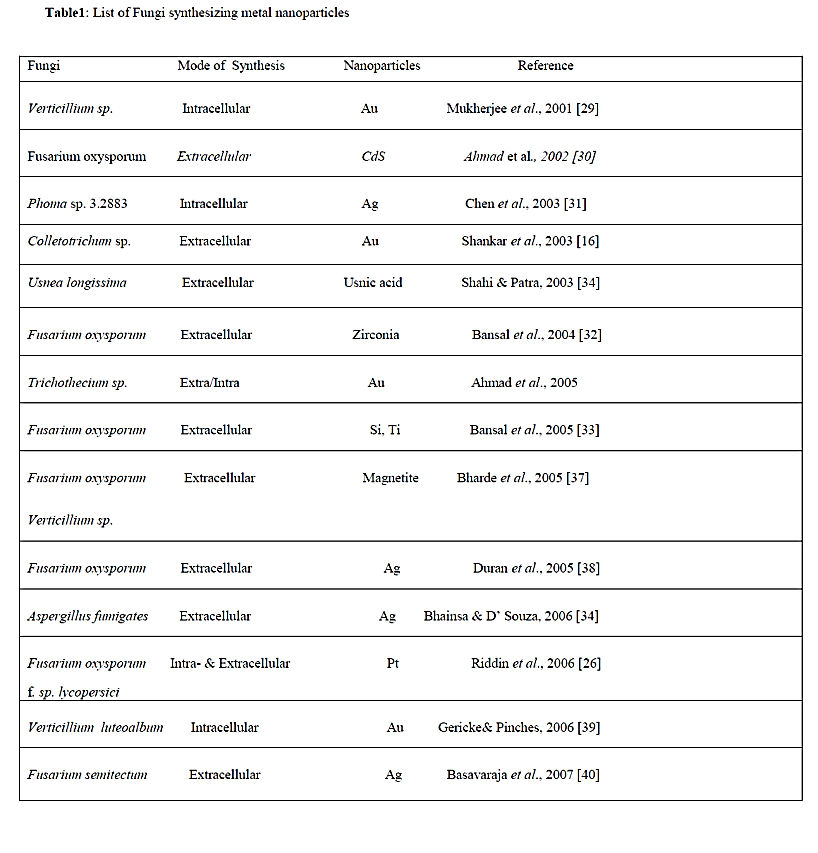 Table1: List of Fungi synthesizing metal nanoparticles
Fungi Mode of Synthesis Nanoparticles Reference
Verticillium sp. Intracellular Au Mukherjee et al., 2001 [29]
Fusarium oxysporum Extracellular CdS Ahmad et al., 2002 [30]
Phoma sp. 3.2883 Intracellular Ag Chen et al., 2003 [31]
Colletotrichum sp. Extracellular Au Shankar et al., 2003 [16]
Usnea longissima Extracellular Usnic acid Shahi & Patra, 2003 [34]
Fusarium oxysporum Extracellular Zirconia Bansal et al., 2004 [32]
Trichothecium sp. Extra/Intra Au Ahmad et al., 2005
Fusarium oxysporum Extracellular Si, Ti Bansal et al., 2005 [33]
Fusarium oxysporum Extracellular Magnetite Bharde et al., 2005 [37]
Verticillium sp.
Fusarium oxysporum Extracellular Ag Duran et al., 2005 [38]
Aspergillus fumigates Extracellular Ag Bhainsa & D’ Souza, 2006 [34]
Fusarium oxysporum Intra- & Extracellular Pt Riddin et al., 2006 [26]
f. sp. lycopersici
Verticillium luteoalbum Intracellular Au Gericke& Pinches, 2006 [39]
Fusarium semitectum Extracellular Ag Basavaraja et al., 2007 [40]